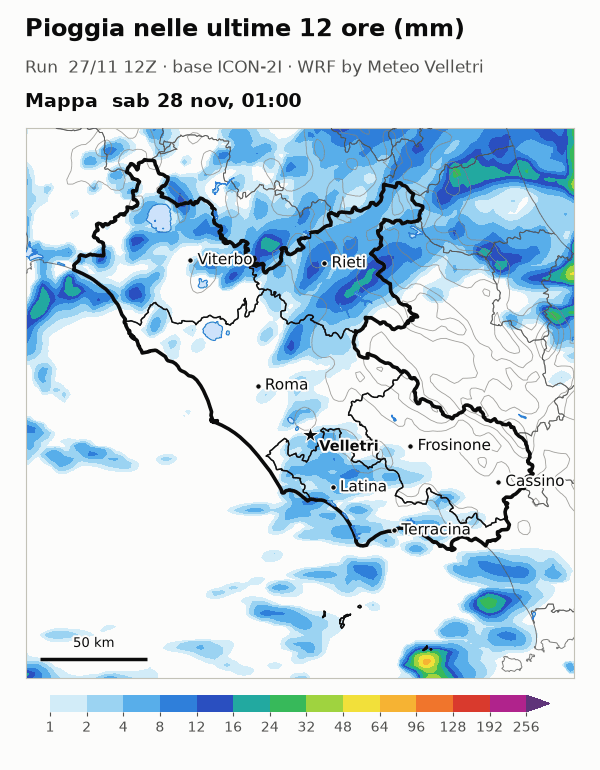 Pioggia nelle ultime 12 ore (mm)
Run  27/11 12Z · base ICON-2I · WRF by Meteo Velletri
Mappa  sab 28 nov, 01:00
Viterbo
Rieti
Roma
Velletri
Frosinone
Latina
Cassino
Terracina
50 km
1 2 4 8 12 16 24 32 48 64 96 128 192 256